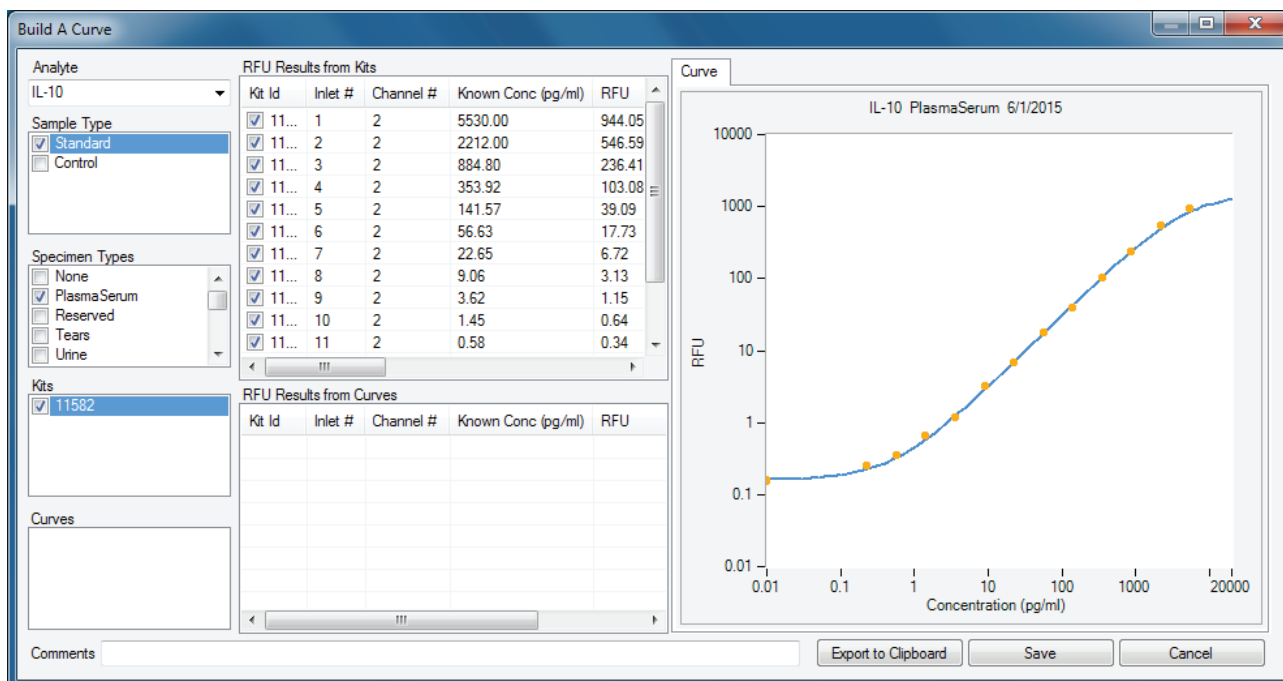 Build A Curve
Analyte
IL-10
Sample Type
Standard
Control
Specimen Types
None
PlasmaSerum
Reserved
Tears
Urine
Kits
11582
Curves
RFU Results from Kits
Kit Id Inlet # Channel # Known Conc (pg/ml) RFU
11... 1 2 5530.00 944.05
11... 2 2 2212.00 546.59
11... 3 2 884.80 236.41
11... 4 2 353.92 103.08
11... 5 2 141.57 39.09
11... 6 2 56.63 17.73
11... 7 2 22.65 6.72
11... 8 2 9.06 3.13
11... 9 2 3.62 1.15
11... 10 2 1.45 0.64
11... 11 2 0.58 0.34
RFU Results from Curves
Kit Id Inlet # Channel # Known Conc (pg/ml) RFU
Curve
IL-10 PlasmaSerum 6/1/2015
10000
1000
100
10
1
0.1
0.01
RFU
0.01 0.1 1 10 100 1000 20000
Concentration (pg/ml)
Comments
Export to Clipboard Save Cancel